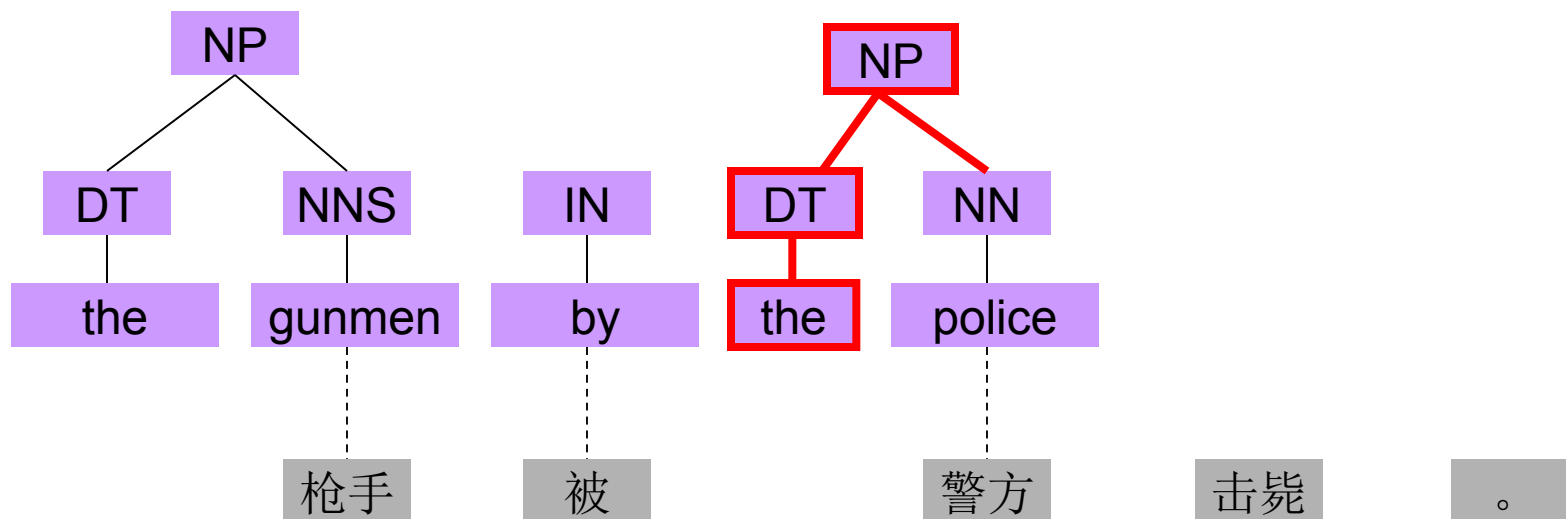 NP NP
DT NNS IN DT NN
the gunmen by the police
枪手 被 警方 击毙 。